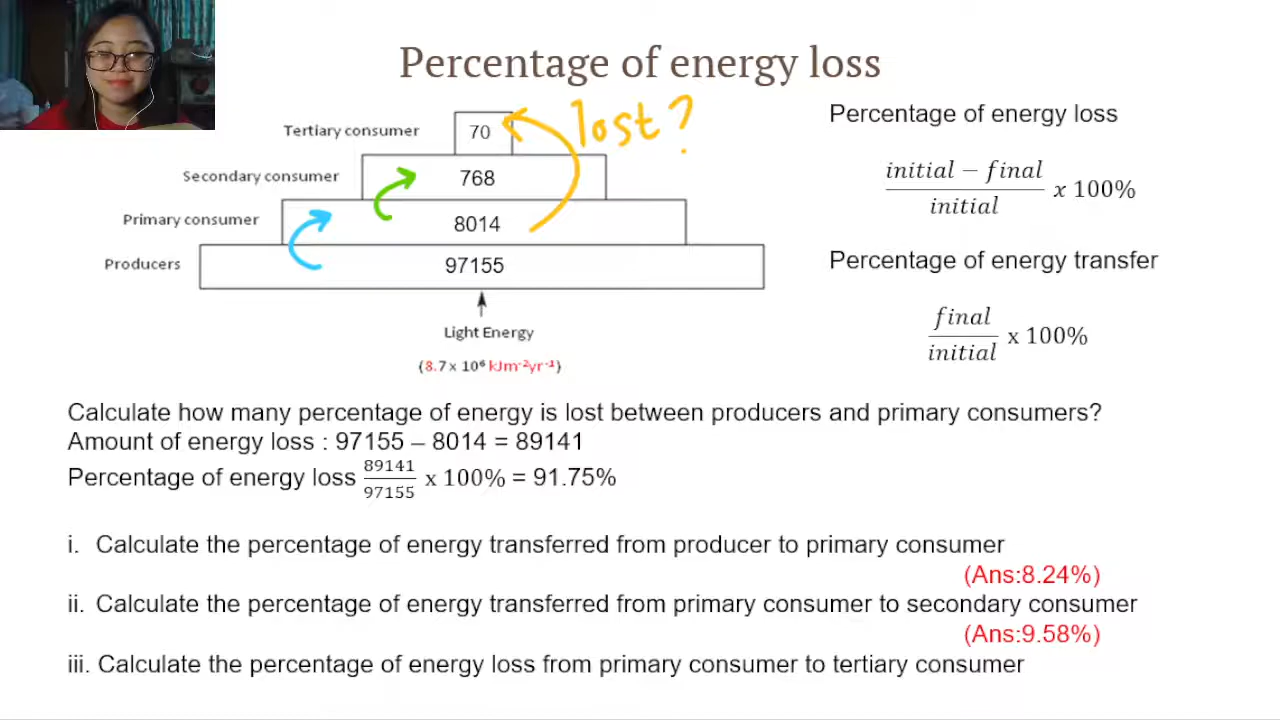 Percentage of energy loss
lost?
Tertiary consumer 70
Secondary consumer 768
Primary consumer 8014
Producers 97155
Light Energy
(8.7 x 10⁶ kJm⁻²yr⁻¹)
Percentage of energy loss
initial − final
initial
x 100%
Percentage of energy transfer
final
initial
x 100%
Calculate how many percentage of energy is lost between producers and primary consumers?
Amount of energy loss : 97155 – 8014 = 89141
Percentage of energy loss 89141/97155 x 100% = 91.75%
i. Calculate the percentage of energy transferred from producer to primary consumer
(Ans:8.24%)
ii. Calculate the percentage of energy transferred from primary consumer to secondary consumer
(Ans:9.58%)
iii. Calculate the percentage of energy loss from primary consumer to tertiary consumer